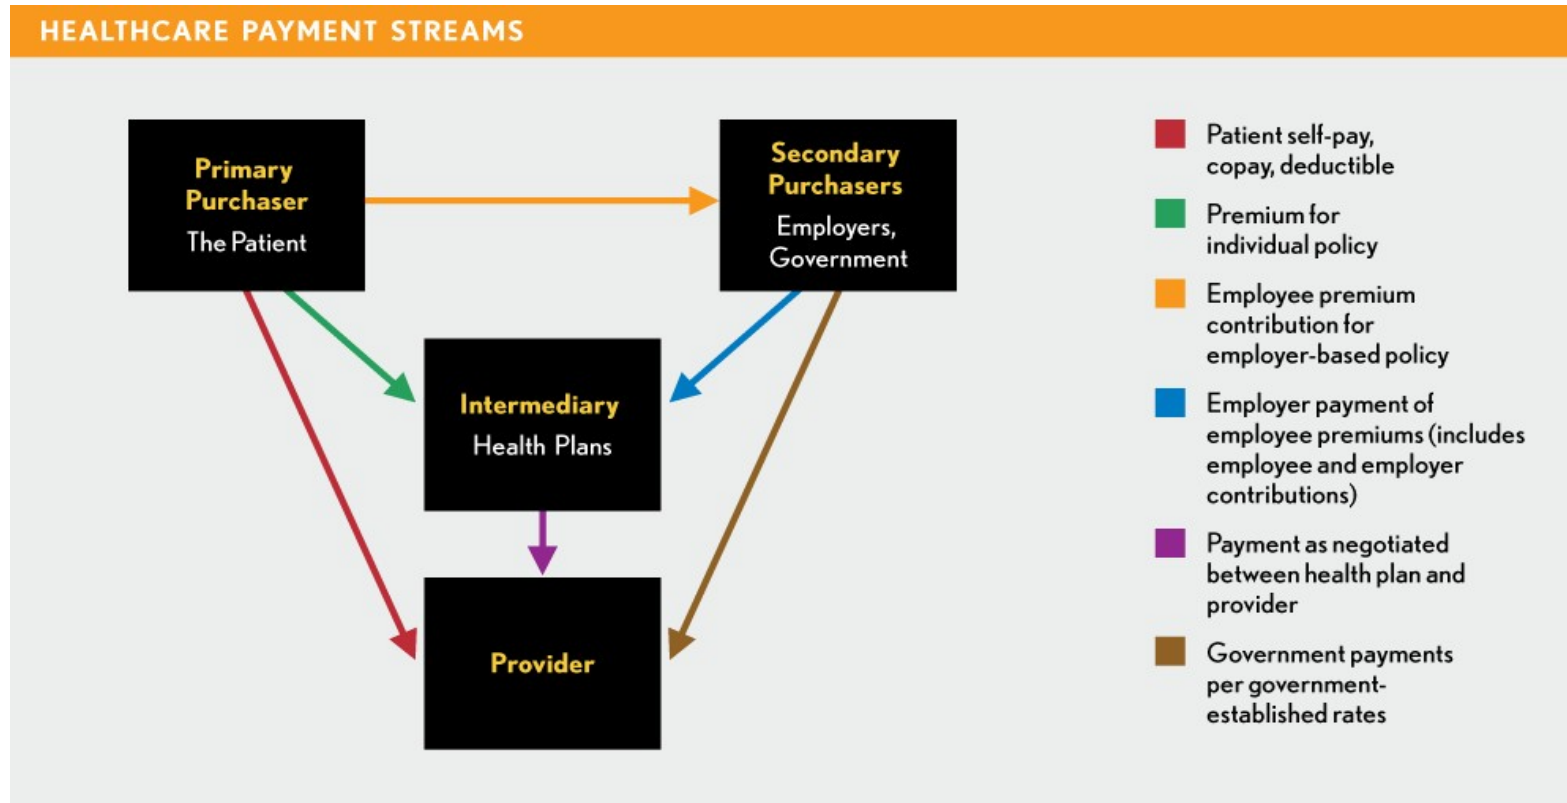 HEALTHCARE PAYMENT STREAMS
Primary
Purchaser
The Patient
Secondary
Purchasers
Employers,
Government
Intermediary
Health Plans
Provider
Patient self-pay,
copay, deductible
Premium for
individual policy
Employee premium
contribution for
employer-based policy
Employer payment of
employee premiums (includes
employee and employer
contributions)
Payment as negotiated
between health plan and
provider
Government payments
per government-
established rates